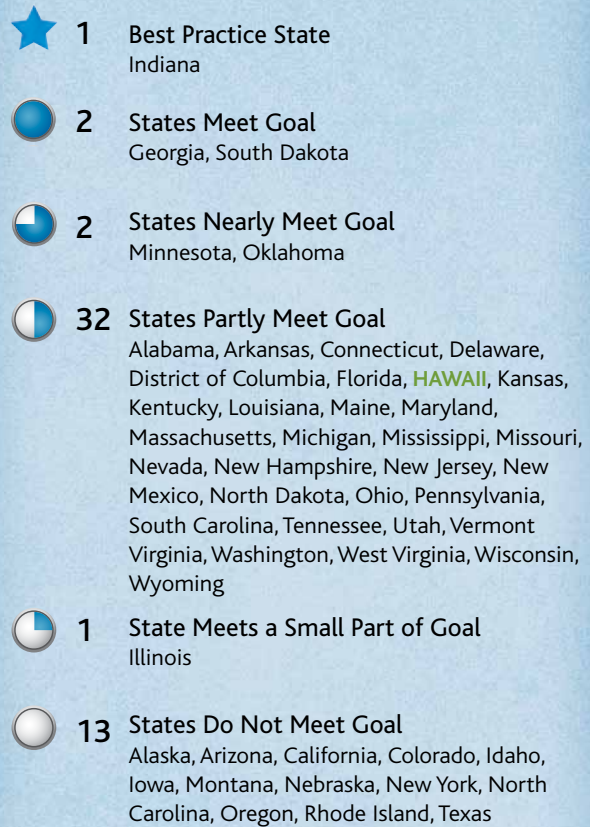 1 Best Practice State
Indiana
2 States Meet Goal
Georgia, South Dakota
2 States Nearly Meet Goal
Minnesota, Oklahoma
32 States Partly Meet Goal
Alabama, Arkansas, Connecticut, Delaware,
District of Columbia, Florida, HAWAII, Kansas,
Kentucky, Louisiana, Maine, Maryland,
Massachusetts, Michigan, Mississippi, Missouri,
Nevada, New Hampshire, New Jersey, New
Mexico, North Dakota, Ohio, Pennsylvania,
South Carolina, Tennessee, Utah, Vermont
Virginia, Washington, West Virginia, Wisconsin,
Wyoming
1 State Meets a Small Part of Goal
Illinois
13 States Do Not Meet Goal
Alaska, Arizona, California, Colorado, Idaho,
Iowa, Montana, Nebraska, New York, North
Carolina, Oregon, Rhode Island, Texas